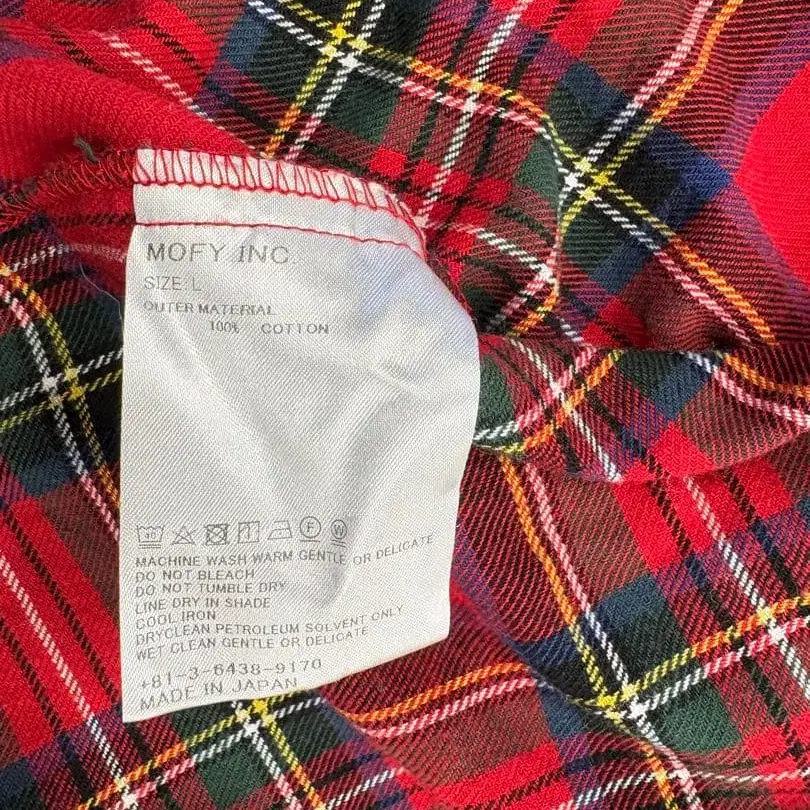 MOFY INC.
SIZE: L
OUTER MATERIAL
100% COTTON
40 F W
MACHINE WASH WARM GENTLE OR DELICATE
DO NOT BLEACH
DO NOT TUMBLE DRY
LINE DRY IN SHADE
COOL IRON
DRYCLEAN PETROLEUM SOLVENT ONLY
WET CLEAN GENTLE OR DELICATE
+81-3-6438-9170
MADE IN JAPAN